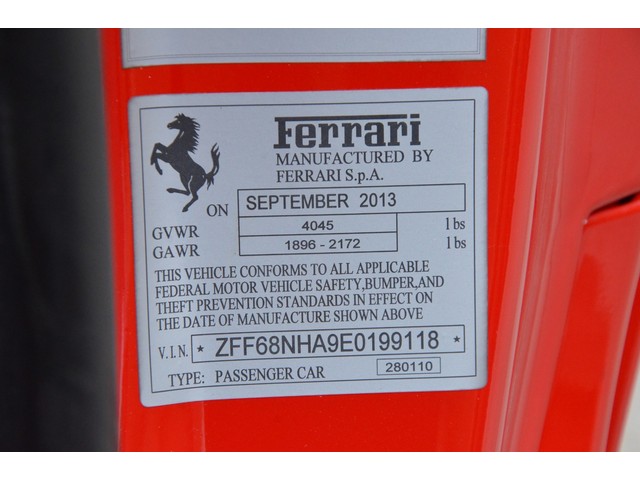 Ferrari
MANUFACTURED BY
FERRARI S.p.A.
ON SEPTEMBER 2013
GVWR 4045 lbs
GAWR 1896 - 2172 lbs
THIS VEHICLE CONFORMS TO ALL APPLICABLE
FEDERAL MOTOR VEHICLE SAFETY,BUMPER,AND
THEFT PREVENTION STANDARDS IN EFFECT ON
THE DATE OF MANUFACTURE SHOWN ABOVE
V.I.N. * ZFF68NHA9E0199118 *
TYPE: PASSENGER CAR 280110